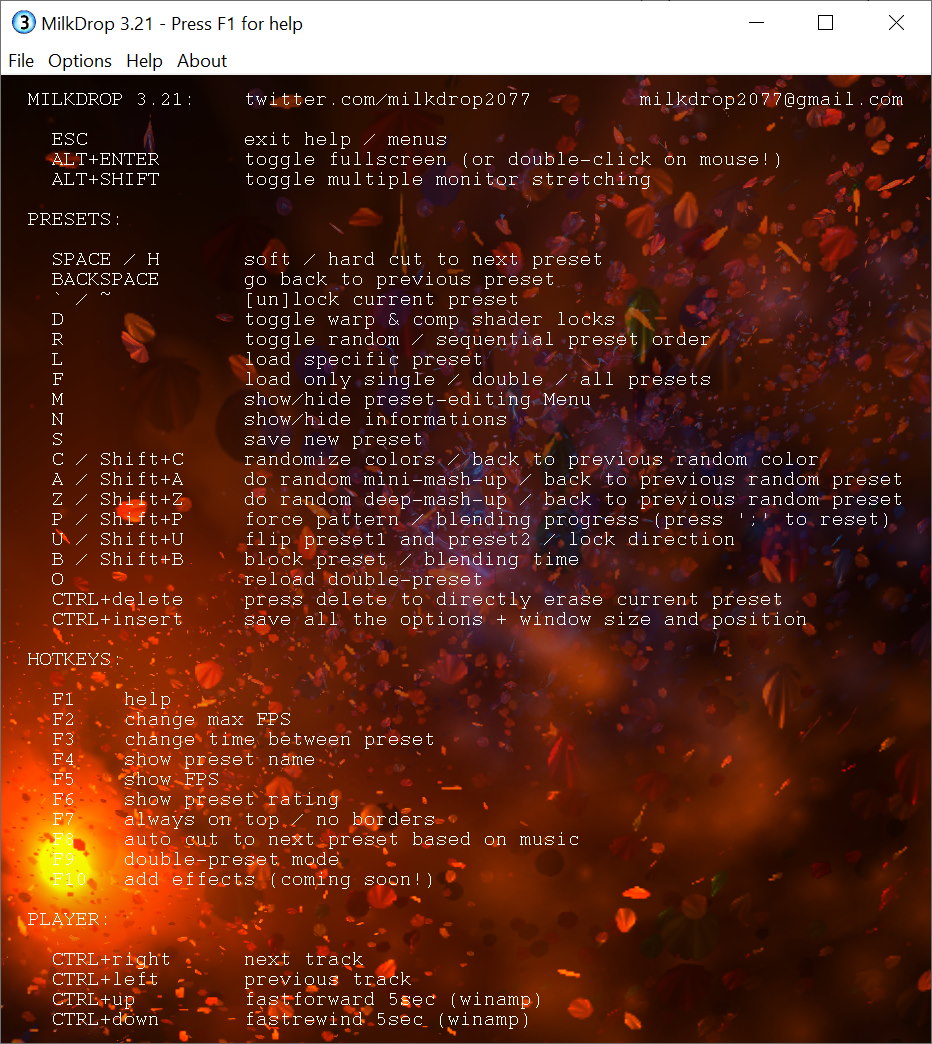 3 MilkDrop 3.21 - Press F1 for help
File Options Help About
MILKDROP 3.21: twitter.com/milkdrop2077 milkdrop2077@gmail.com
ESC exit help / menus
ALT+ENTER toggle fullscreen (or double-click on mouse!)
ALT+SHIFT toggle multiple monitor stretching
PRESETS:
SPACE / H soft / hard cut to next preset
BACKSPACE go back to previous preset
` / ~ [un]lock current preset
D toggle warp & comp shader locks
R toggle random / sequential preset order
L load specific preset
F load only single / double / all presets
M show/hide preset-editing Menu
N show/hide informations
S save new preset
C / Shift+C randomize colors / back to previous random color
A / Shift+A do random mini-mash-up / back to previous random preset
Z / Shift+Z do random deep-mash-up / back to previous random preset
P / Shift+P force pattern / blending progress (press ';' to reset)
U / Shift+U flip preset1 and preset2 / lock direction
B / Shift+B block preset / blending time
O reload double-preset
CTRL+delete press delete to directly erase current preset
CTRL+insert save all the options + window size and position
HOTKEYS:
F1 help
F2 change max FPS
F3 change time between preset
F4 show preset name
F5 show FPS
F6 show preset rating
F7 always on top / no borders
F8 auto cut to next preset based on music
F9 double-preset mode
F10 add effects (coming soon!)
PLAYER:
CTRL+right next track
CTRL+left previous track
CTRL+up fastforward 5sec (winamp)
CTRL+down fastrewind 5sec (winamp)